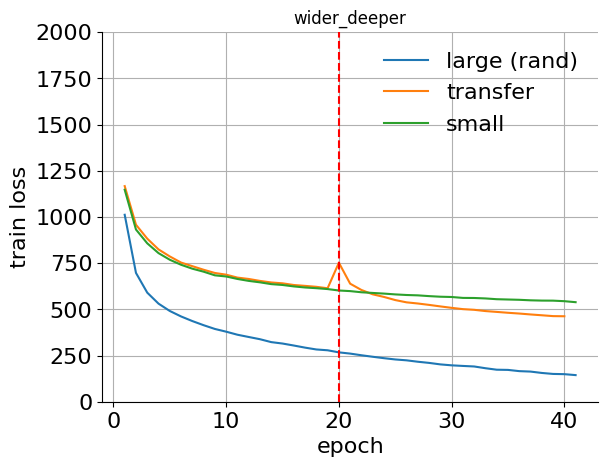 wider_deeper
2000
1750
1500
1250
1000
750
500
250
0
train loss
large (rand)
transfer
small
0 10 20 30 40
epoch